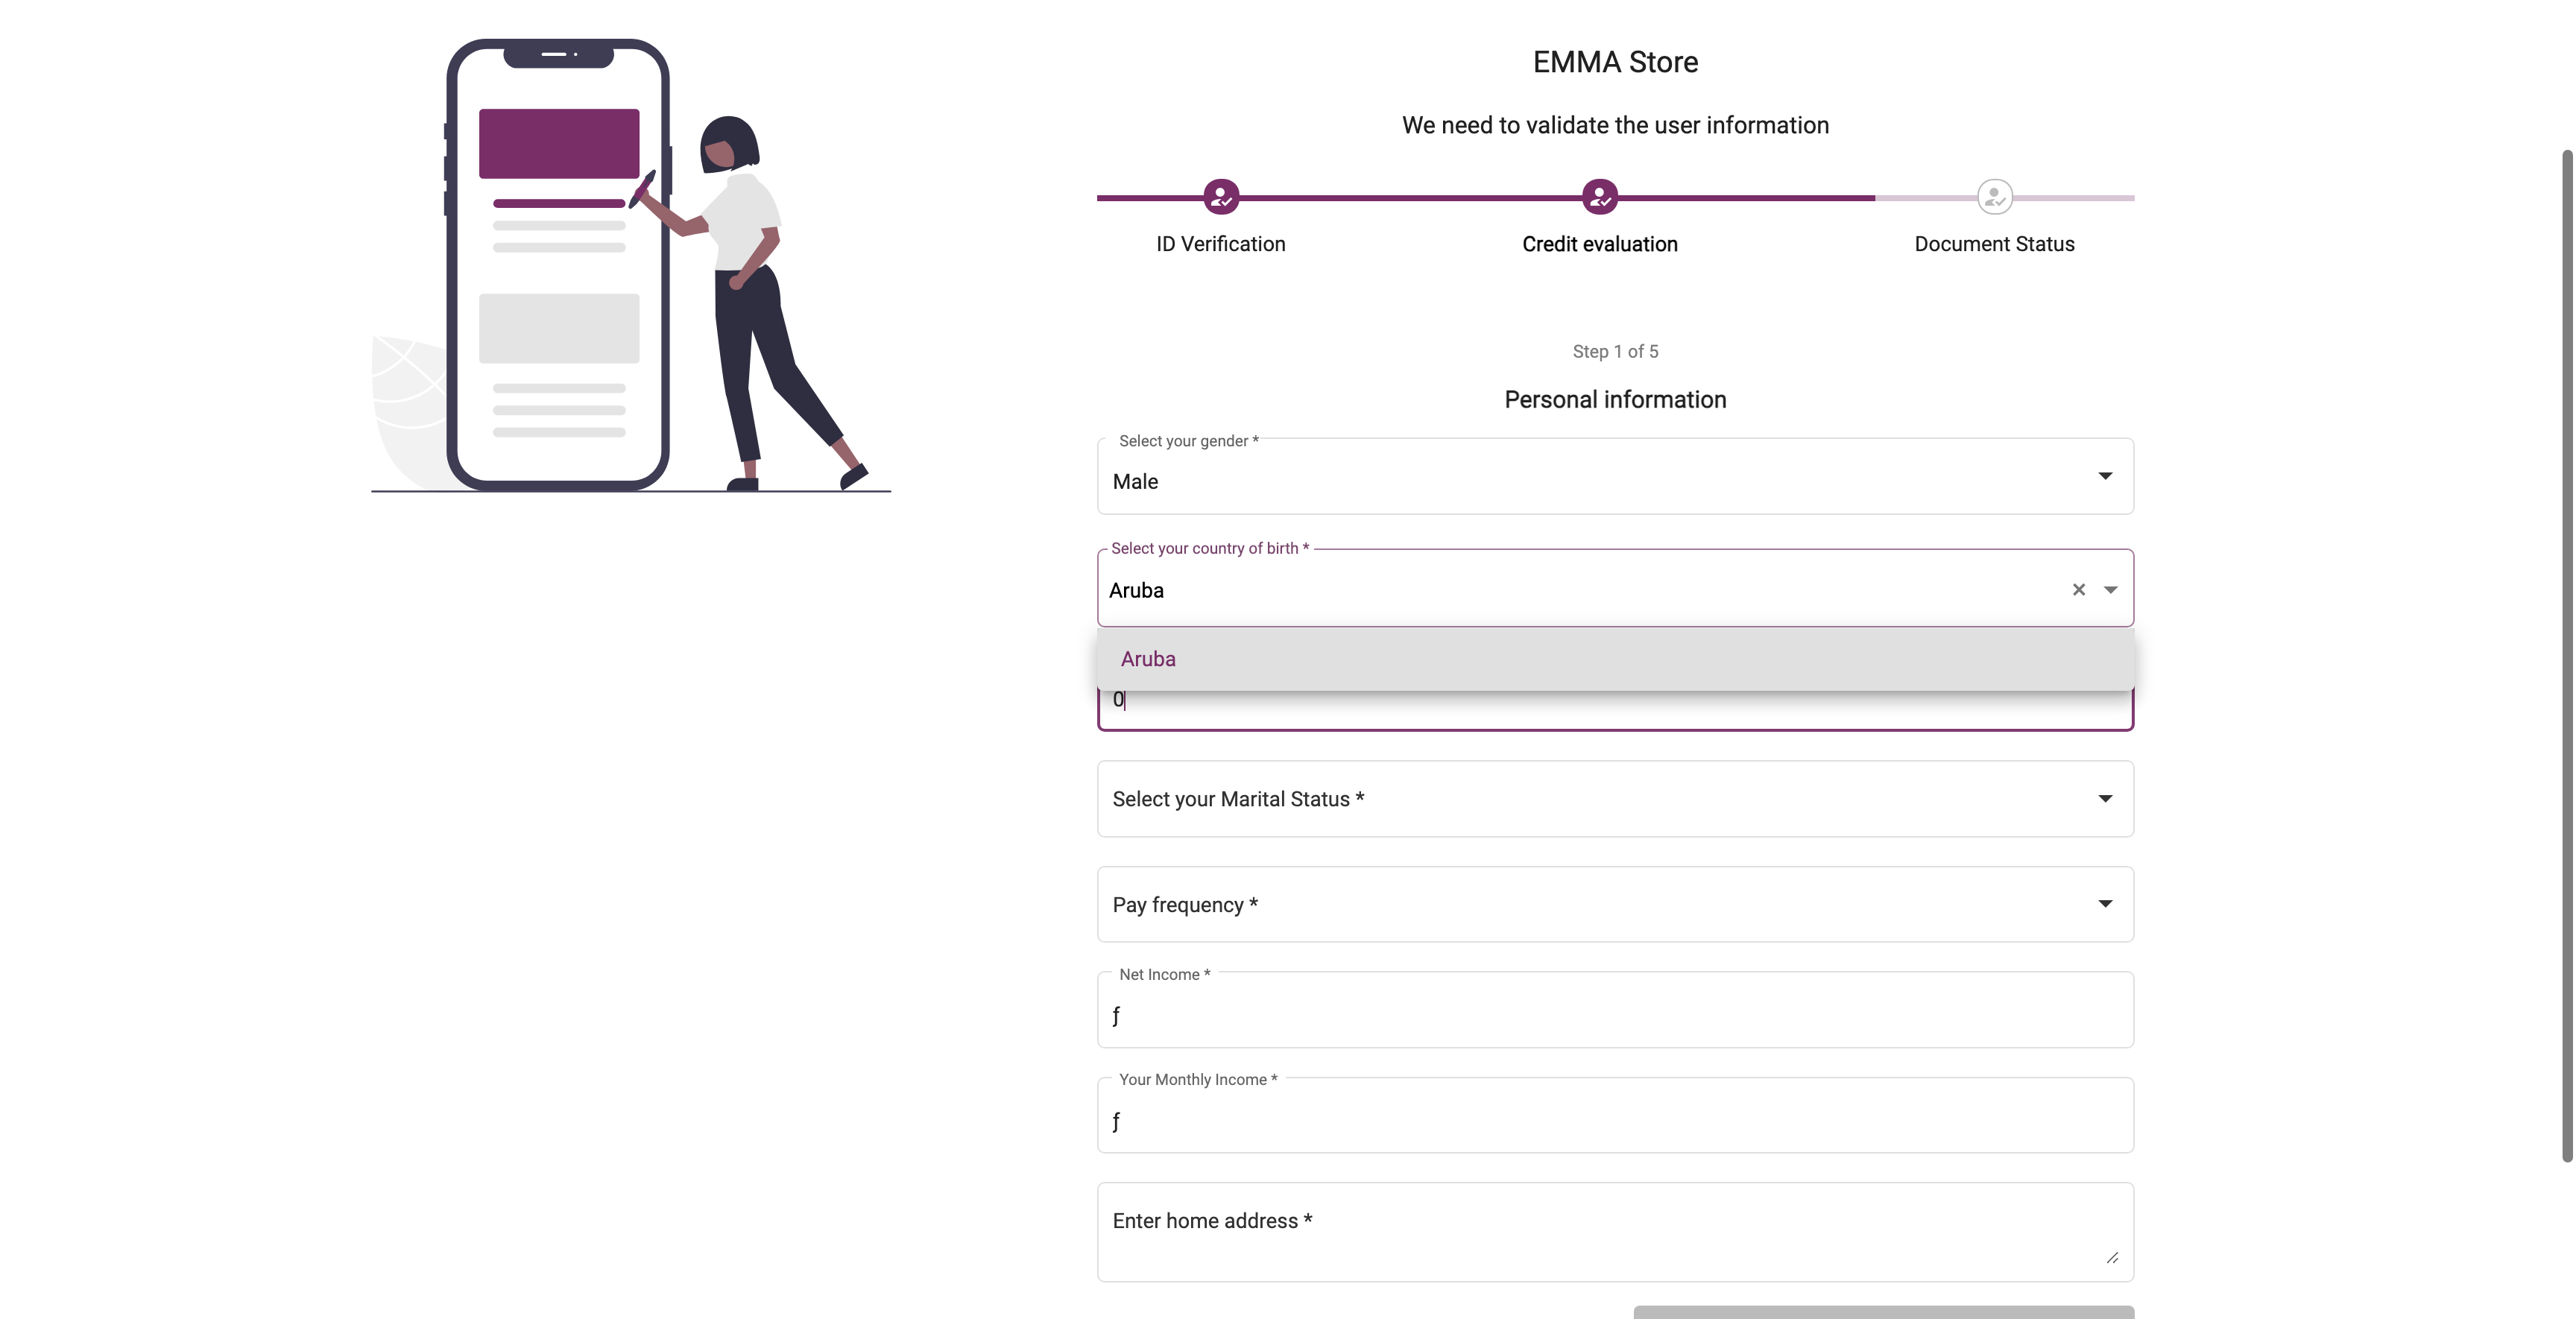 EMMA Store
We need to validate the user information
ID Verification
Credit evaluation
Document Status
Step 1 of 5
Personal information
Select your gender *
Male
Select your country of birth *
Aruba
Aruba
0
Select your Marital Status *
Pay frequency *
Net Income *
ƒ
Your Monthly Income *
ƒ
Enter home address *